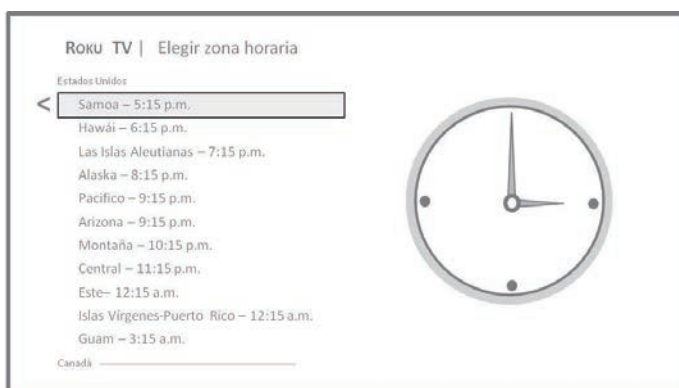 ROKU TV | Elegir zona horaria
Estados Unidos
<
Samoa – 5:15 p.m.
Hawái – 6:15 p.m.
Las Islas Aleutianas – 7:15 p.m.
Alaska – 8:15 p.m.
Pacifico – 9:15 p.m.
Arizona – 9:15 p.m.
Montaña – 10:15 p.m.
Central – 11:15 p.m.
Este– 12:15 a.m.
Islas Vírgenes-Puerto Rico – 12:15 a.m.
Guam – 3:15 a.m.
Canadá